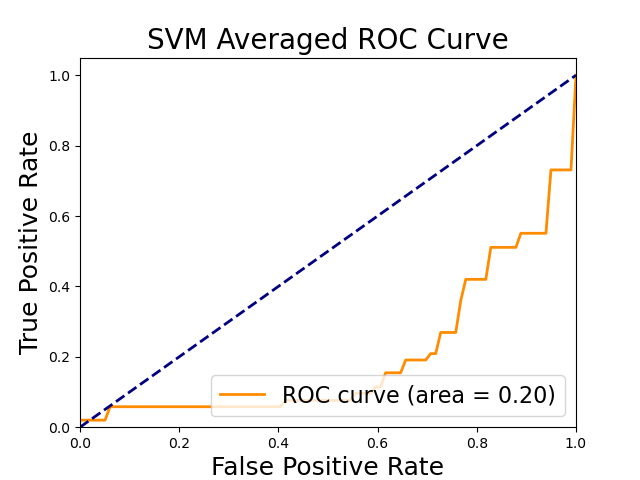 SVM Averaged ROC Curve
True Positive Rate
1.0
0.8
0.6
0.4
0.2
0.0
ROC curve (area = 0.20)
0.0 0.2 0.4 0.6 0.8 1.0
False Positive Rate